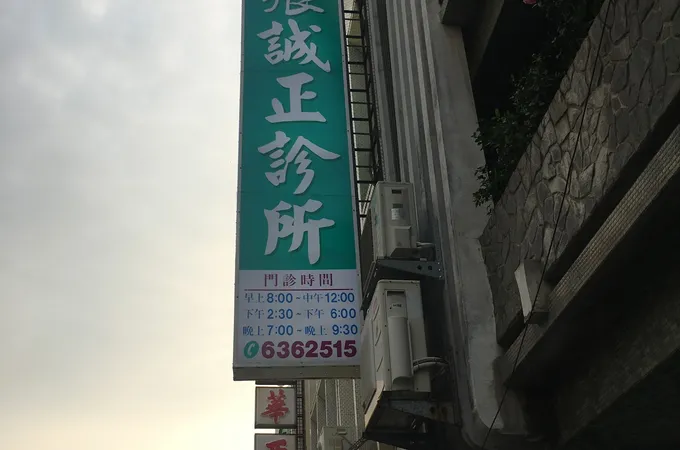 張誠正診所
門診時間
早上8:00-中午12:00
下午2:30-下午 6:00
晚上7:00-晚上 9:30
6362515
華